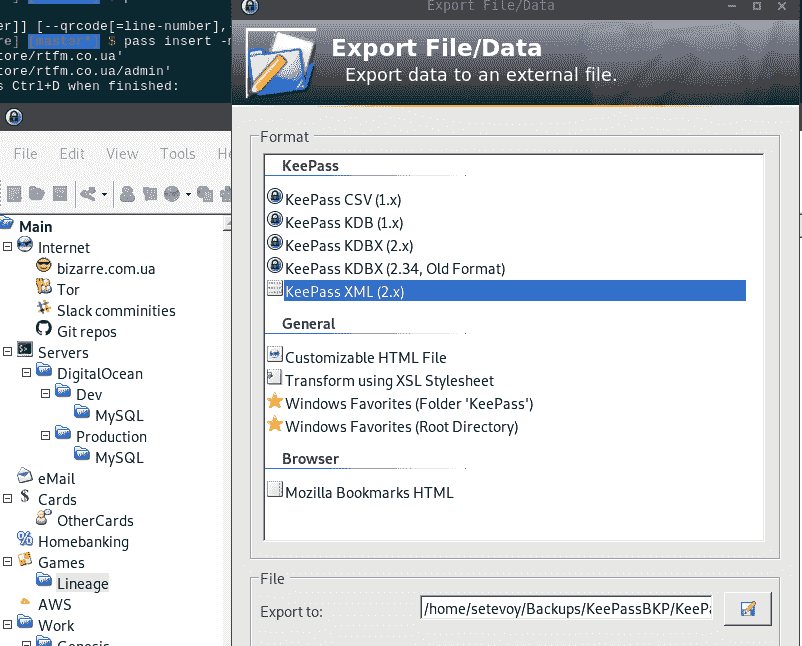 Export File/Data
er]] [--qrcode[=line-number],
re] [master*] $ pass insert -m
core/rtfm.co.ua'
core/rtfm.co.ua/admin'
s Ctrl+D when finished:
Export File/Data
Export data to an external file.
File Edit View Tools He
Main
Internet
bizarre.com.ua
Tor
Slack comminities
Git repos
Servers
DigitalOcean
Dev
MySQL
Production
MySQL
eMail
Cards
OtherCards
Homebanking
Games
Lineage
AWS
Work
Genesis
Format
KeePass
KeePass CSV (1.x)
KeePass KDB (1.x)
KeePass KDBX (2.x)
KeePass KDBX (2.34, Old Format)
KeePass XML (2.x)
General
Customizable HTML File
Transform using XSL Stylesheet
Windows Favorites (Folder 'KeePass')
Windows Favorites (Root Directory)
Browser
Mozilla Bookmarks HTML
File
Export to: /home/setevoy/Backups/KeePassBKP/KeePa